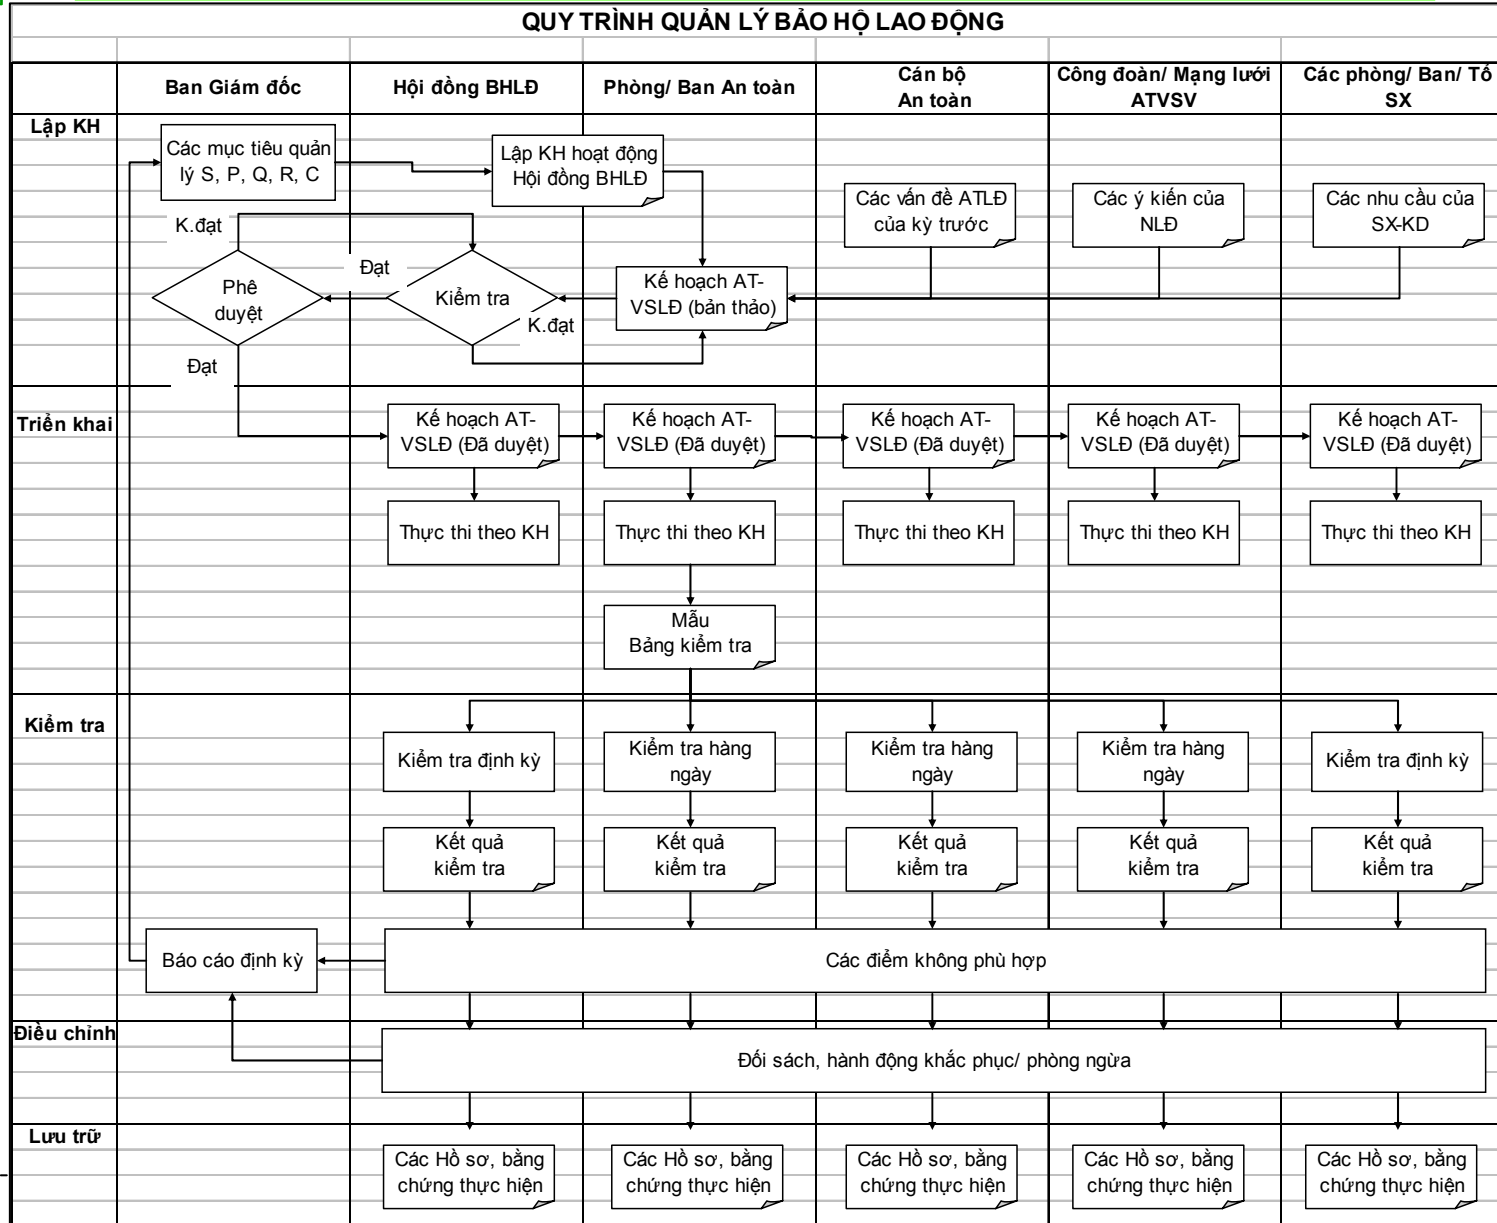 QUY TRÌNH QUẢN LÝ BẢO HỘ LAO ĐỘNG
Ban Giám đốc
Hội đồng BHLĐ
Phòng/ Ban An toàn
Cán bộ
An toàn
Công đoàn/ Mạng lưới
ATVSV
Các phòng/ Ban/ Tổ
SX
Lập KH
Các mục tiêu quản
lý S, P, Q, R, C
Lập KH hoạt động
Hội đồng BHLĐ
Các vấn đề ATLĐ
của kỳ trước
Các ý kiến của
NLĐ
Các nhu cầu của
SX-KD
K.đạt
Phê
duyệt
Đạt
Kiểm tra
K.đạt
Kế hoạch AT-
VSLĐ (bản thảo)
Đạt
Triển khai
Kế hoạch AT-
VSLĐ (Đã duyệt)
Kế hoạch AT-
VSLĐ (Đã duyệt)
Kế hoạch AT-
VSLĐ (Đã duyệt)
Kế hoạch AT-
VSLĐ (Đã duyệt)
Kế hoạch AT-
VSLĐ (Đã duyệt)
Thực thi theo KH
Thực thi theo KH
Thực thi theo KH
Thực thi theo KH
Thực thi theo KH
Mẫu
Bảng kiểm tra
Kiểm tra
Kiểm tra định kỳ
Kiểm tra hàng
ngày
Kiểm tra hàng
ngày
Kiểm tra hàng
ngày
Kiểm tra định kỳ
Kết quả
kiểm tra
Kết quả
kiểm tra
Kết quả
kiểm tra
Kết quả
kiểm tra
Kết quả
kiểm tra
Báo cáo định kỳ
Các điểm không phù hợp
Điều chỉnh
Đối sách, hành động khắc phục/ phòng ngừa
Lưu trữ
Các Hồ sơ, bằng
chứng thực hiện
Các Hồ sơ, bằng
chứng thực hiện
Các Hồ sơ, bằng
chứng thực hiện
Các Hồ sơ, bằng
chứng thực hiện
Các Hồ sơ, bằng
chứng thực hiện